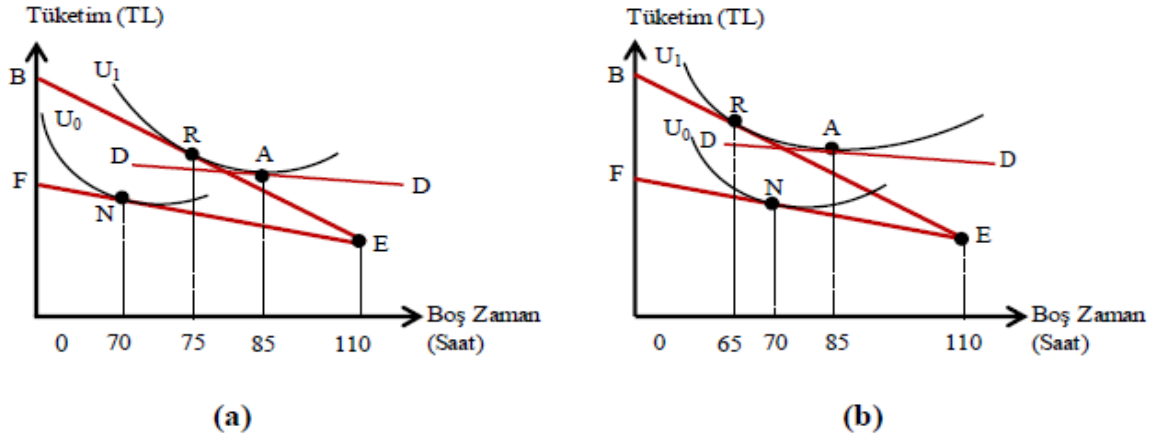 Tüketim (TL)
B
U1
U0
R
A
D
D
F
N
E
Boş Zaman
(Saat)
0 70 75 85 110
(a)
Tüketim (TL)
U1
B
R
A
U0
D
D
F
N
E
Boş Zaman
(Saat)
0 65 70 85 110
(b)